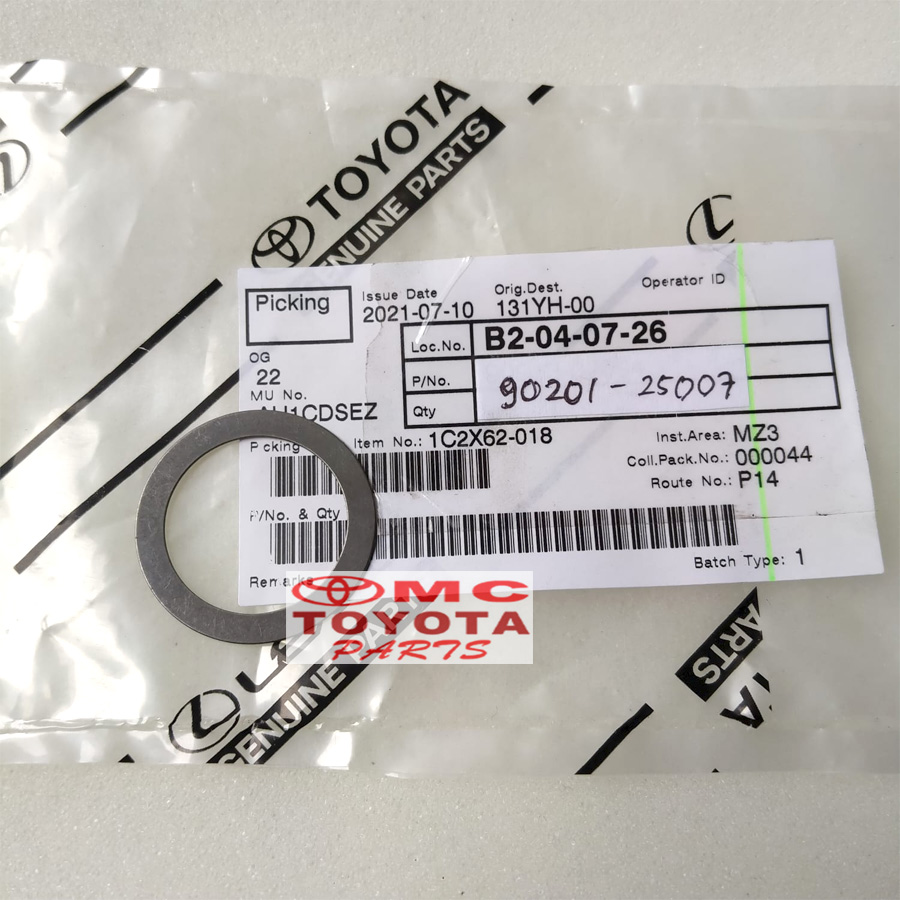 TOYOTA
GENUINE PARTS
Picking
Issue Date
2021-07-10
Orig.Dest.
131YH-00
Operator ID
Loc.No.
B2-04-07-26
OG
22
P/No.
90201-25007
MU No.
AH1CDSEZ
Qty
Picking
Item No.: 1C2X62-018
Inst.Area: MZ3
Coll.Pack.No.: 000044
Route No.: P14
P/No. & Qty
Batch Type: 1
Remarks
MC
TOYOTA
PARTS
GENUINE PARTS
PARTS